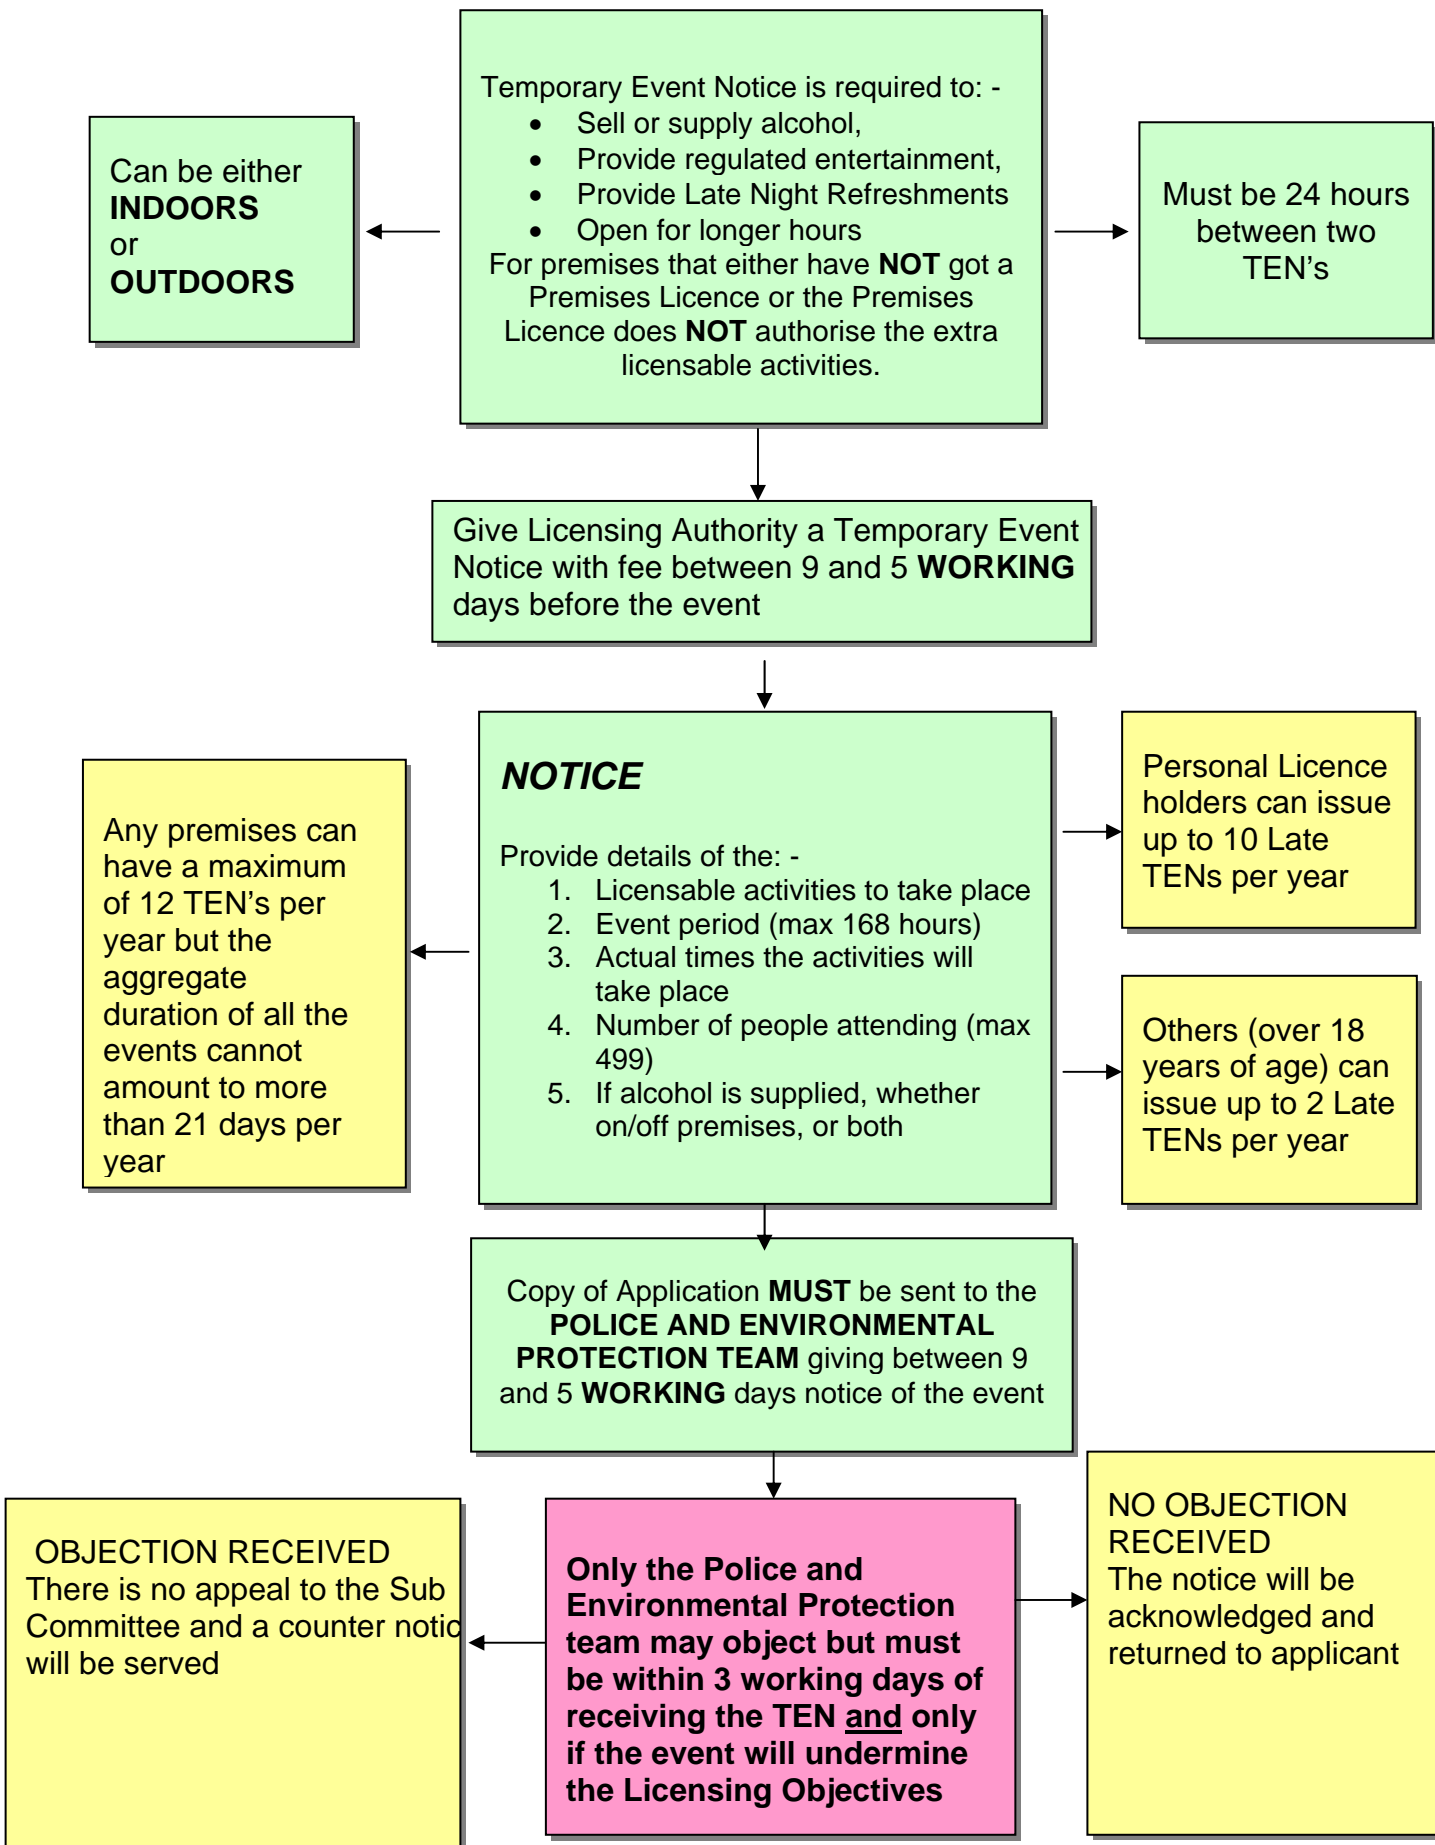 Temporary Event Notice is required to: -
• Sell or supply alcohol,
• Provide regulated entertainment,
• Provide Late Night Refreshments
• Open for longer hours
For premises that either have NOT got a
Premises Licence or the Premises
Licence does NOT authorise the extra
licensable activities.
Can be either
INDOORS
or
OUTDOORS
Must be 24 hours
between two
TEN's
Give Licensing Authority a Temporary Event
Notice with fee between 9 and 5 WORKING
days before the event
NOTICE
Provide details of the: -
1. Licensable activities to take place
2. Event period (max 168 hours)
3. Actual times the activities will
take place
4. Number of people attending (max
499)
5. If alcohol is supplied, whether
on/off premises, or both
Any premises can
have a maximum
of 12 TEN's per
year but the
aggregate
duration of all the
events cannot
amount to more
than 21 days per
year
Personal Licence
holders can issue
up to 10 Late
TENs per year
Others (over 18
years of age) can
issue up to 2 Late
TENs per year
Copy of Application MUST be sent to the
POLICE AND ENVIRONMENTAL
PROTECTION TEAM giving between 9
and 5 WORKING days notice of the event
OBJECTION RECEIVED
There is no appeal to the Sub
Committee and a counter notic
will be served
Only the Police and
Environmental Protection
team may object but must
be within 3 working days of
receiving the TEN and only
if the event will undermine
the Licensing Objectives
NO OBJECTION
RECEIVED
The notice will be
acknowledged and
returned to applicant